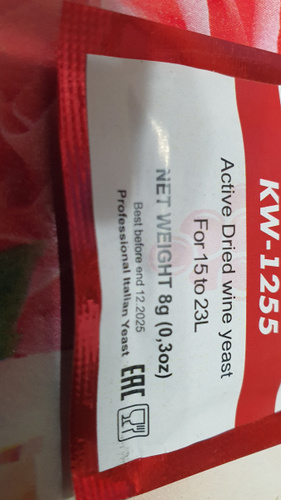 KW-1255
Active Dried wine yeast
For 15 to 23L
NET WEIGHT 8g (0,3oz)
Best before end 12.2025
Professional Italian Yeast
EAC